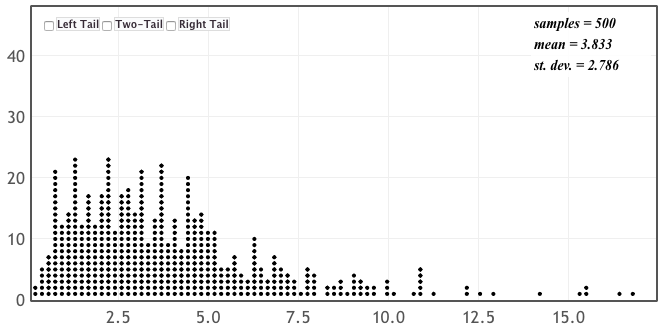 Left Tail Two-Tail Right Tail
samples = 500
mean = 3.833
st. dev. = 2.786
40
30
20
10
0
2.5 5.0 7.5 10.0 12.5 15.0